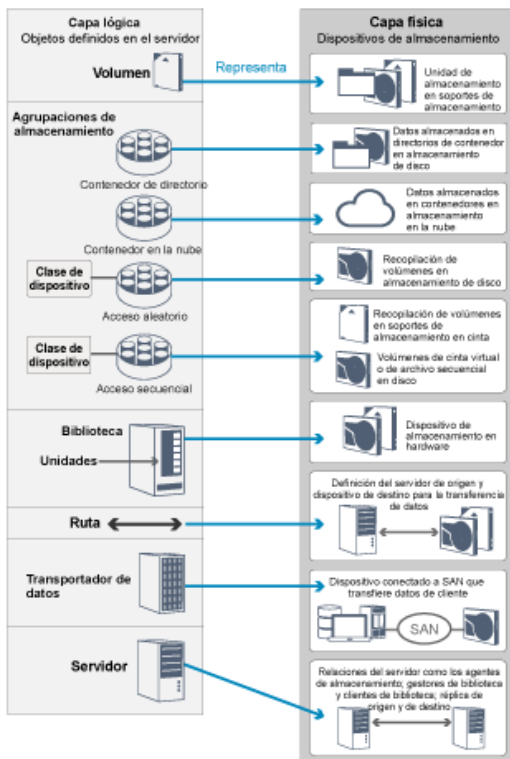 Capa lógica
Objetos definidos en el servidor
Volumen
Representa
Capa física
Dispositivos de almacenamiento
Unidad de
almacenamiento
en soportes de
almacenamiento
Agrupaciones de
almacenamiento
Contenedor de directorio
Datos almacenados en
directorios de contenedor
en almacenamiento
de disco
Contenedor en la nube
Datos almacenados
en contenedores en
almacenamiento
en la nube
Clase de
dispositivo
Acceso aleatorio
Recopilación de
volúmenes en
almacenamiento de disco
Clase de
dispositivo
Acceso secuencial
Recopilación de volúmenes
en soportes de
almacenamiento en cinta
Volúmenes de cinta virtual
o de archivo secuencial
en disco
Biblioteca
Unidades
Dispositivo de
almacenamiento en
hardware
Ruta
Definición del servidor de origen y
dispositivo de destino para la transferencia
de datos
Transportador de
datos
Dispositivo conectado a SAN que
transfiere datos de cliente
SAN
Servidor
Relaciones del servidor como los agentes
de almacenamiento; gestores de biblioteca
y clientes de biblioteca; réplica de
origen y de destino